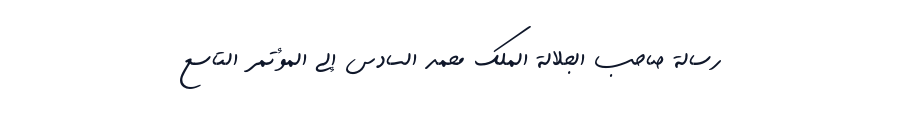 رسالة صاحب الجلالة الملك محمد السادس إلى المؤتمر التاسع